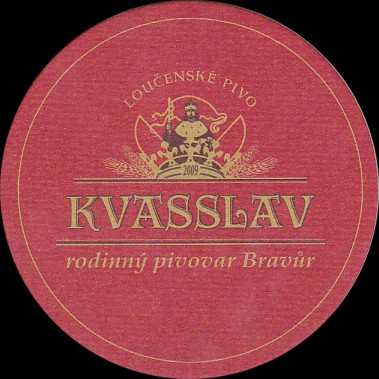 LOUČENSKÉ PIVO
2009
KVASSLAV
rodinný pivovar Bravůr